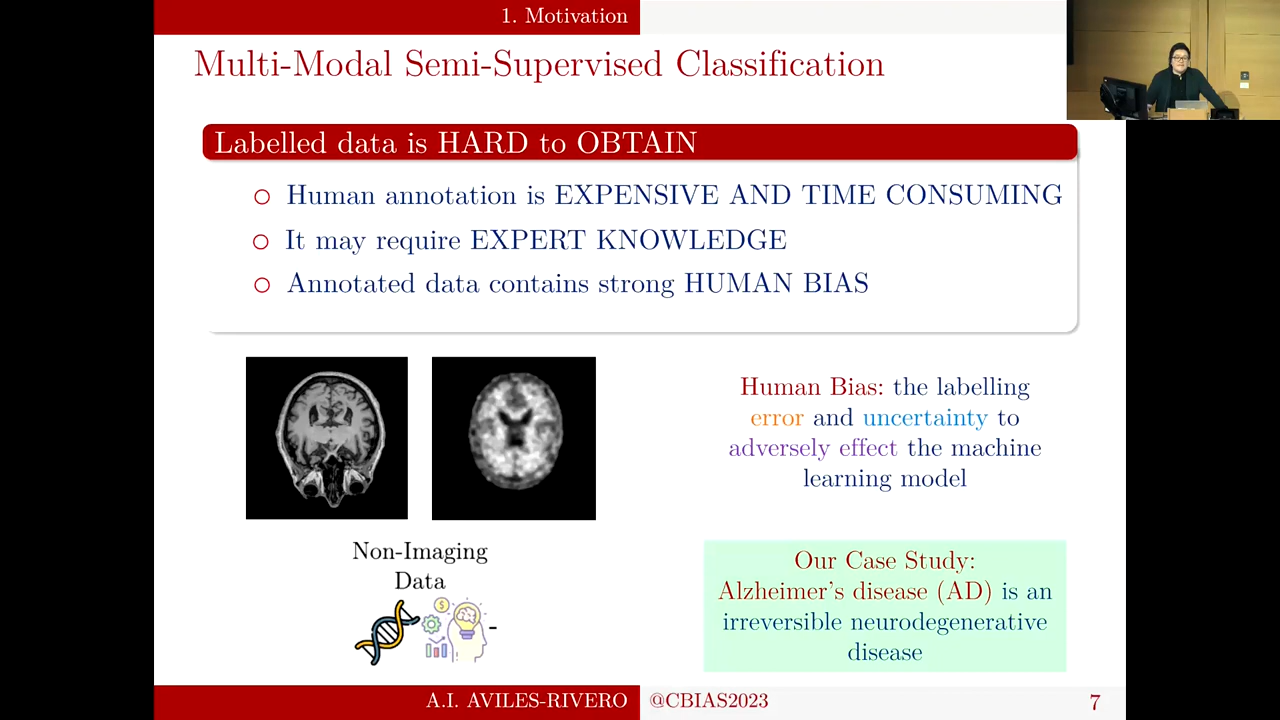 1. Motivation
Multi-Modal Semi-Supervised Classification
Labelled data is HARD to OBTAIN
Human annotation is EXPENSIVE AND TIME CONSUMING
It may require EXPERT KNOWLEDGE
Annotated data contains strong HUMAN BIAS
Human Bias: the labelling
error and uncertainty to
adversely effect the machine
learning model
Non-Imaging
Data
Our Case Study:
Alzheimer's disease (AD) is an
irreversible neurodegenerative
disease
A.I. AVILES-RIVERO @CBIAS2023 7